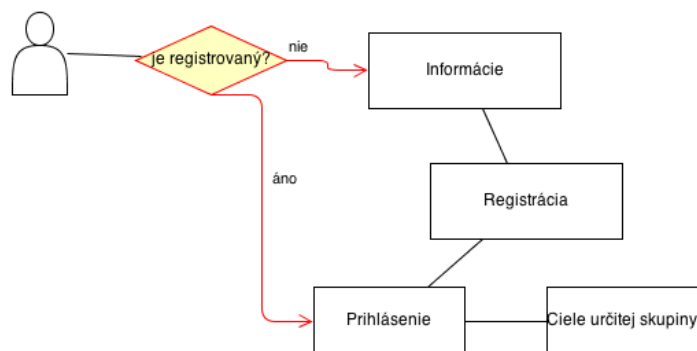 je registrovaný?
nie
Informácie
áno
Registrácia
Prihlásenie
Ciele určitej skupiny